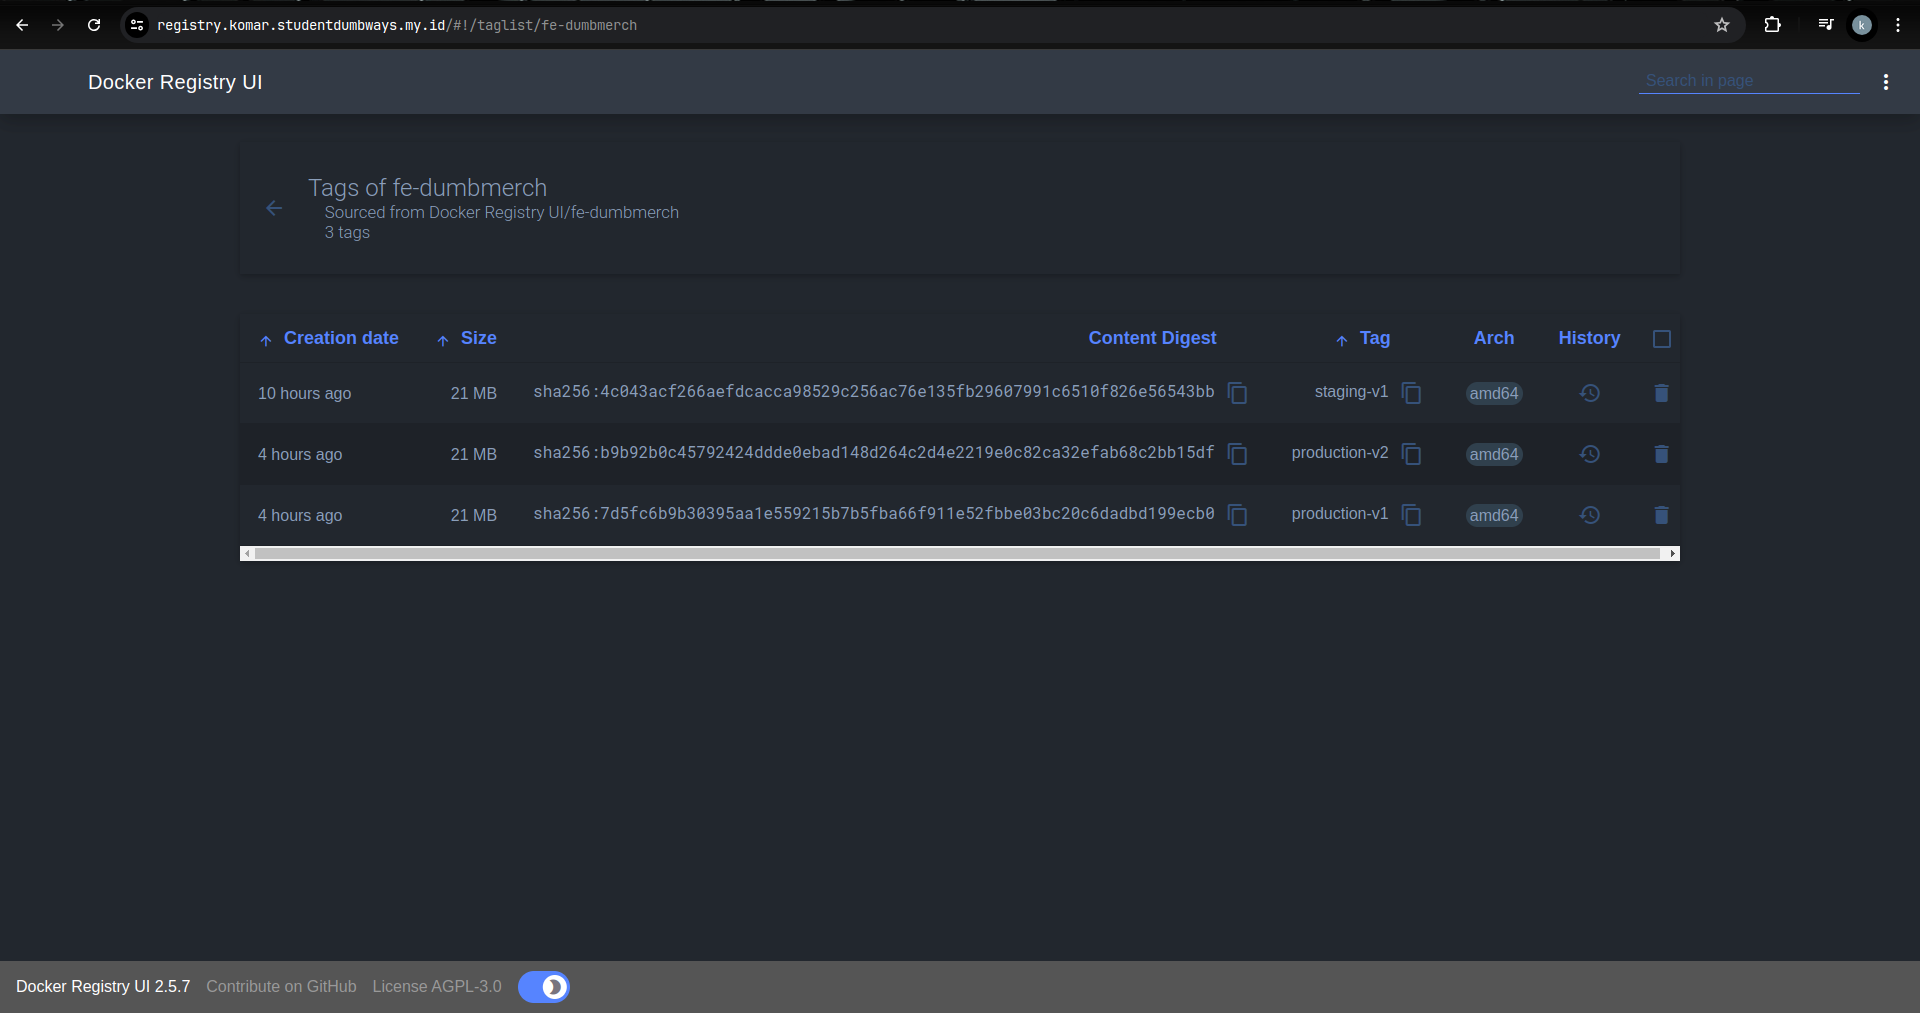 registry.komar.studentdumbways.my.id/#!/taglist/fe-dumbmerch
k
Docker Registry UI
Search in page
Tags of fe-dumbmerch
Sourced from Docker Registry UI/fe-dumbmerch
3 tags
Creation date Size Content Digest Tag Arch History
10 hours ago 21 MB sha256:4c043acf266aefdcacca98529c256ac76e135fb29607991c6510f826e56543bb staging-v1 amd64
4 hours ago 21 MB sha256:b9b92b0c45792424ddde0ebad148d264c2d4e2219e0c82ca32efab68c2bb15df production-v2 amd64
4 hours ago 21 MB sha256:7d5fc6b9b30395aa1e559215b7b5fba66f911e52fbbe03bc20c6dadbd199ecb0 production-v1 amd64
Docker Registry UI 2.5.7 Contribute on GitHub License AGPL-3.0